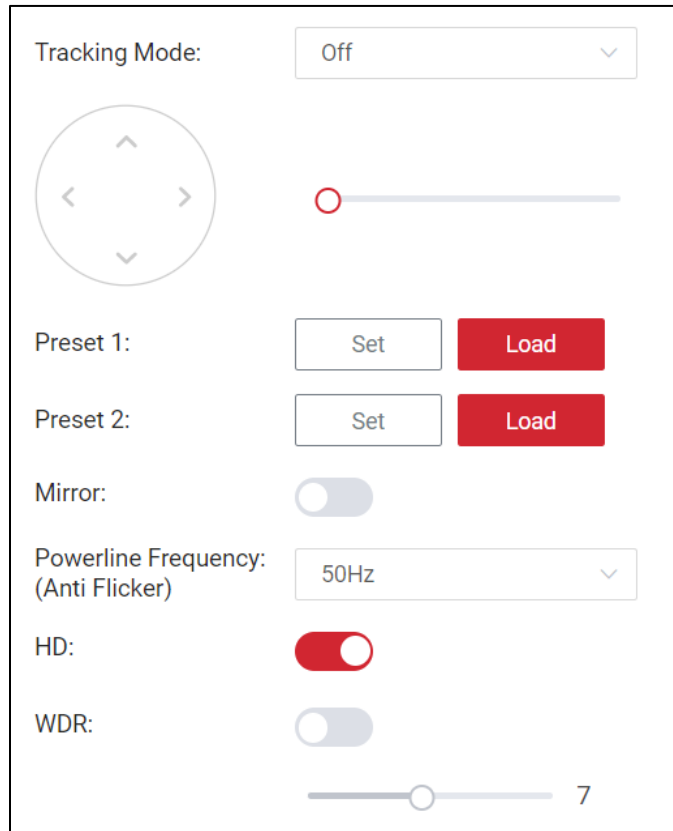 Tracking Mode: Off
Preset 1: Set Load
Preset 2: Set Load
Mirror:
Powerline Frequency:
(Anti Flicker) 50Hz
HD:
WDR:
7